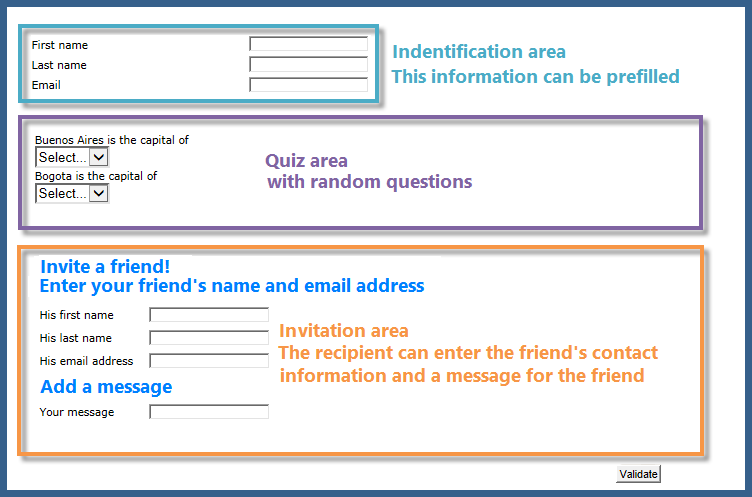 First name
Last name
Email
Indentification area
This information can be prefilled
Buenos Aires is the capital of
Select...
Bogota is the capital of
Select...
Quiz area
with random questions
Invite a friend!
Enter your friend's name and email address
His first name
His last name
His email address
Invitation area
The recipient can enter the friend's contact
information and a message for the friend
Add a message
Your message
Validate